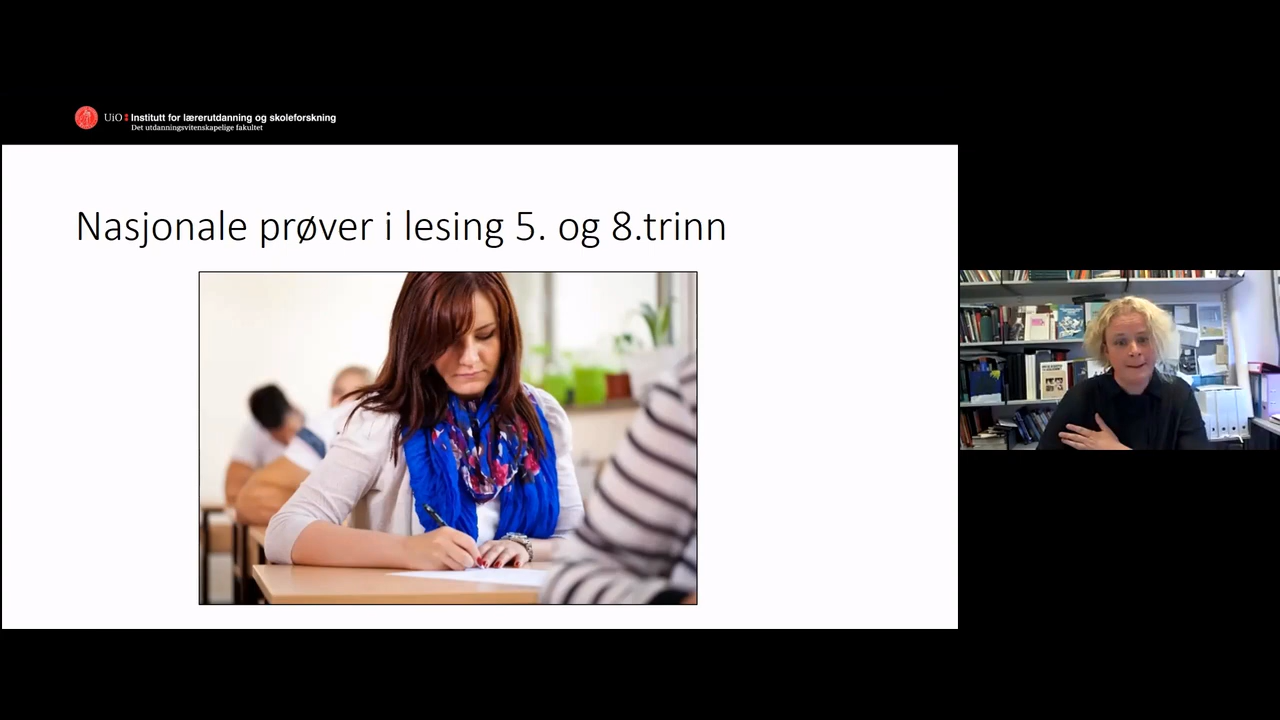 UiO Institutt for lærerutdanning og skoleforskning
Det utdanningsvitenskapelige fakultet
Nasjonale prøver i lesing 5. og 8.trinn